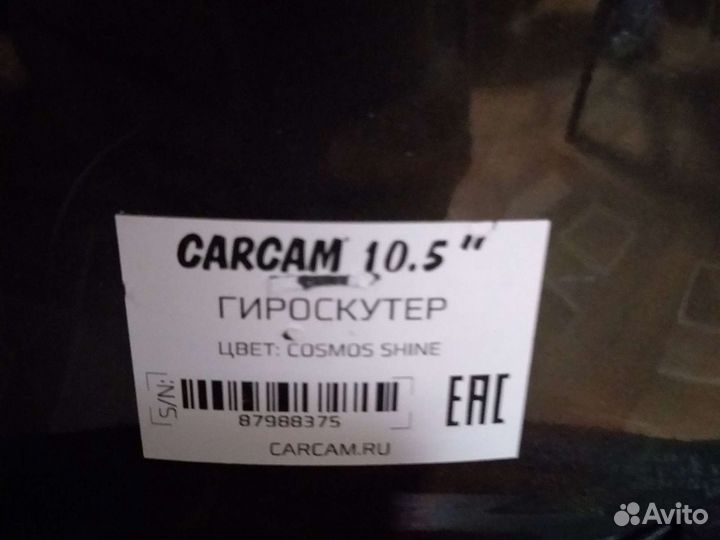 CARCAM 10.5"
ГИРОСКУТЕР
ЦВЕТ: COSMOS SHINE
S/N:
87988375
EAC
CARCAM.RU
Avito